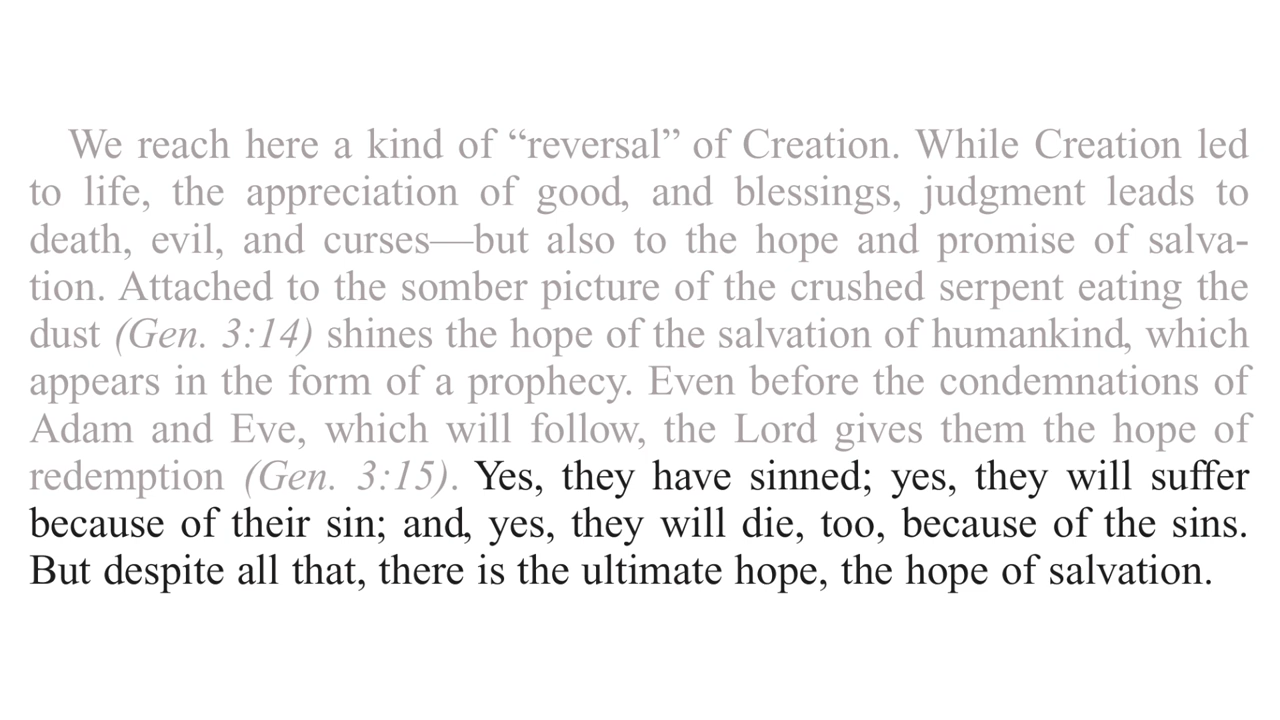 We reach here a kind of “reversal” of Creation. While Creation led
to life, the appreciation of good, and blessings, judgment leads to
death, evil, and curses—but also to the hope and promise of salva-
tion. Attached to the somber picture of the crushed serpent eating the
dust (Gen. 3:14) shines the hope of the salvation of humankind, which
appears in the form of a prophecy. Even before the condemnations of
Adam and Eve, which will follow, the Lord gives them the hope of
redemption (Gen. 3:15). Yes, they have sinned; yes, they will suffer
because of their sin; and, yes, they will die, too, because of the sins.
But despite all that, there is the ultimate hope, the hope of salvation.